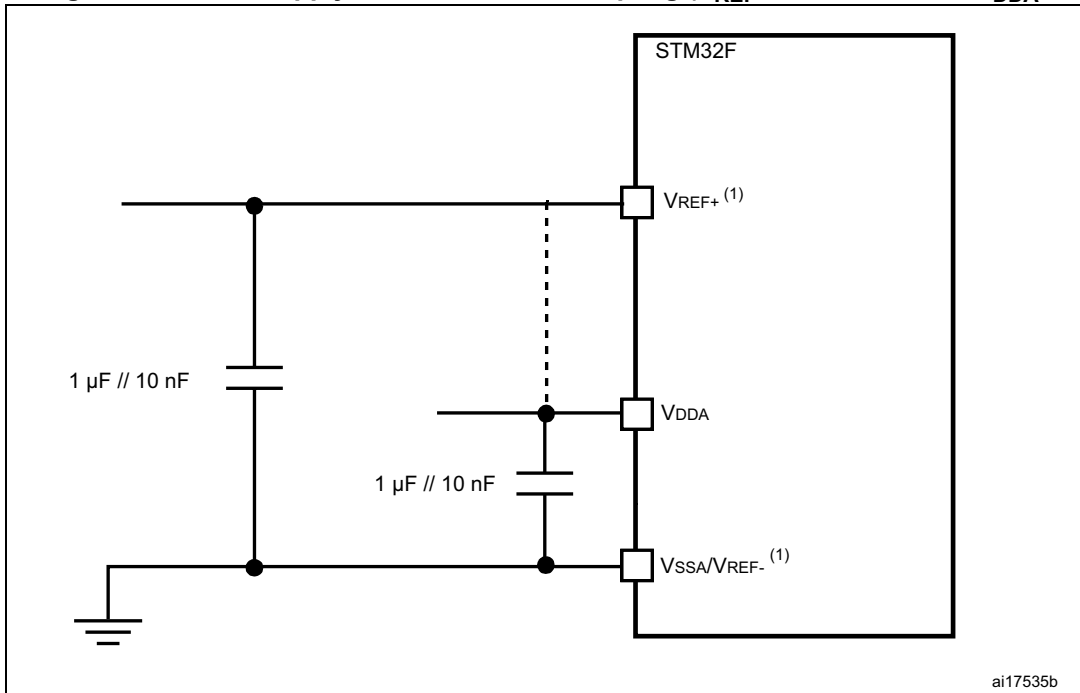 STM32F
VREF+ (1)
1 µF // 10 nF
VDDA
1 µF // 10 nF
VSSA/VREF- (1)
ai17535b